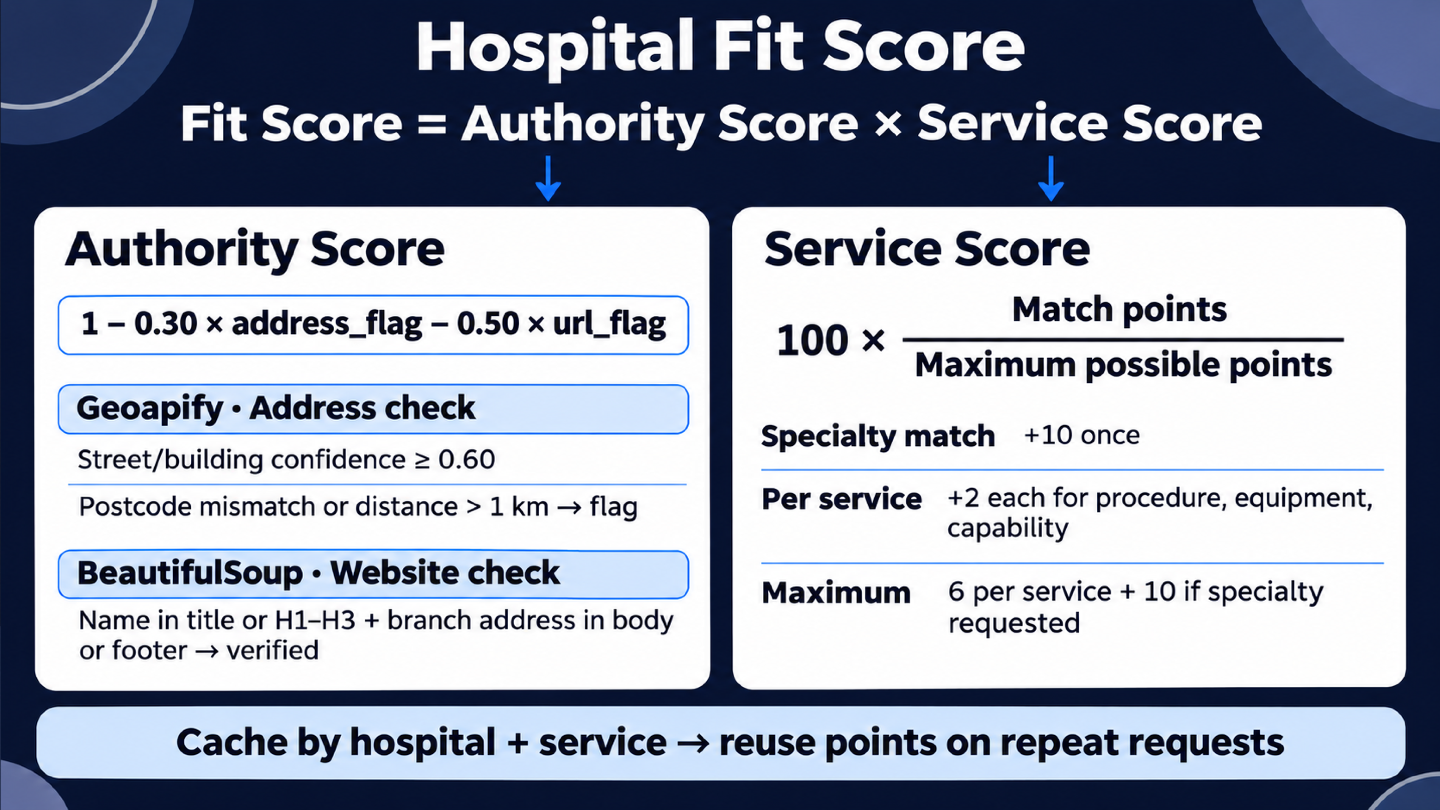 Hospital Fit Score
Fit Score = Authority Score × Service Score
Authority Score
1 – 0.30 × address_flag – 0.50 × url_flag
Geoapify · Address check
Street/building confidence ≥ 0.60
Postcode mismatch or distance > 1 km → flag
BeautifulSoup · Website check
Name in title or H1–H3 + branch address in body
or footer → verified
Service Score
100 ×
Match points
Maximum possible points
Specialty match +10 once
Per service +2 each for procedure, equipment,
capability
Maximum 6 per service + 10 if specialty
requested
Cache by hospital + service → reuse points on repeat requests